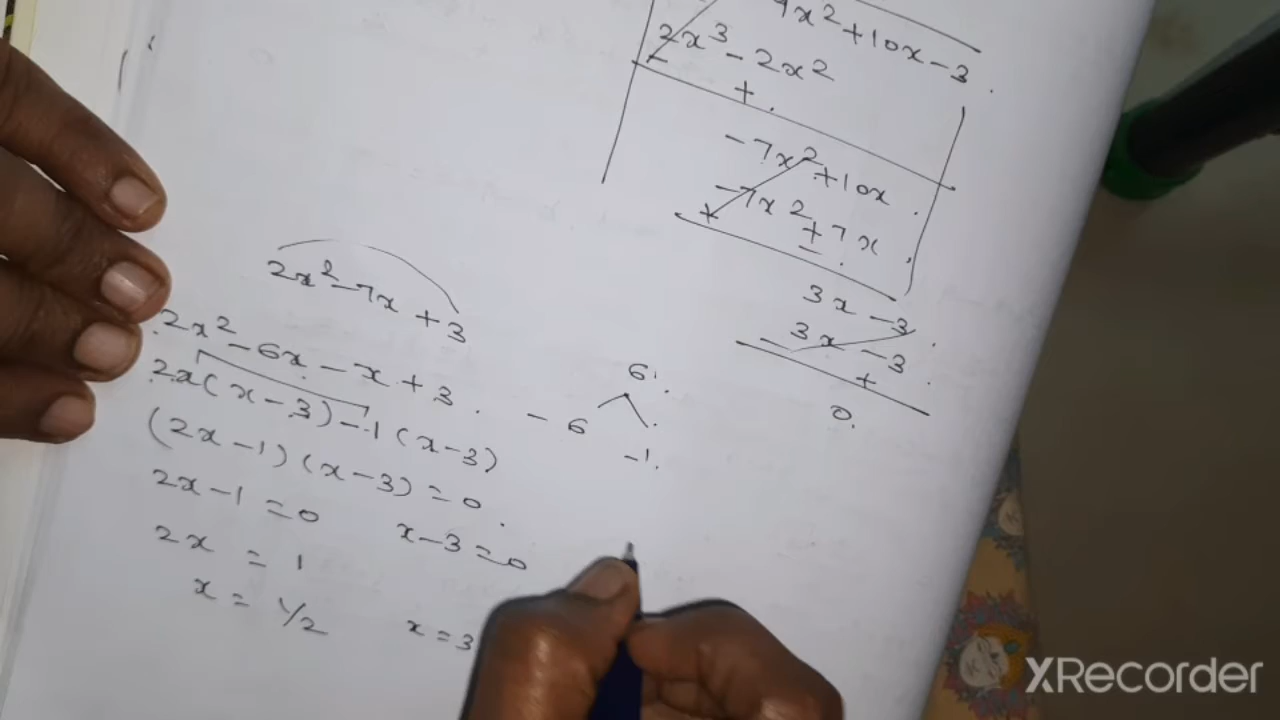 9x² + 10x - 3
2x³ - 2x²
- +
-7x² + 10x
-7x² + 7x
+ -
3x - 3
3x - 3
- +
0
2x² - 7x + 3
2x² - 6x - x + 3
2x(x - 3) - 1(x - 3)
(2x - 1)(x - 3) = 0
2x - 1 = 0 x - 3 = 0
2x = 1
x = 1/2 x = 3
6
- 6
-1
XRecorder